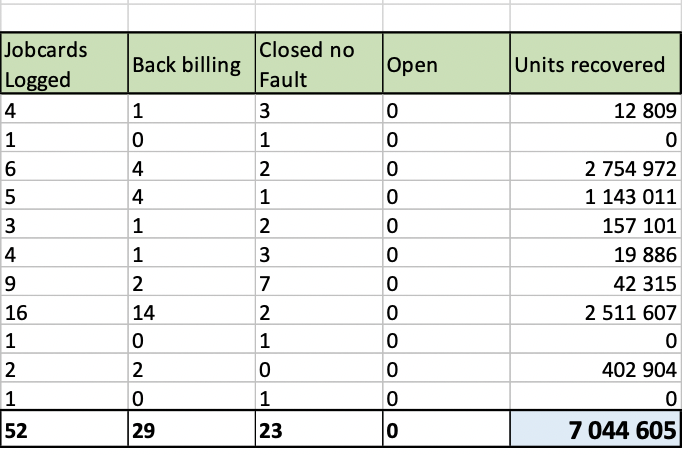 Jobcards Logged Back billing Closed no Fault Open Units recovered
4 1 3 0 12 809
1 0 1 0 0
6 4 2 0 2 754 972
5 4 1 0 1 143 011
3 1 2 0 157 101
4 1 3 0 19 886
9 2 7 0 42 315
16 14 2 0 2 511 607
1 0 1 0 0
2 2 0 0 402 904
1 0 1 0 0
52 29 23 0 7 044 605